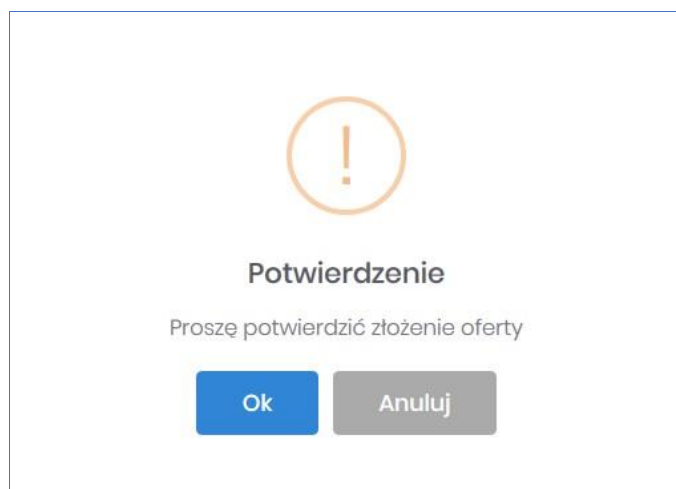 !
Potwierdzenie
Proszę potwierdzić złożenie oferty
Ok
Anuluj